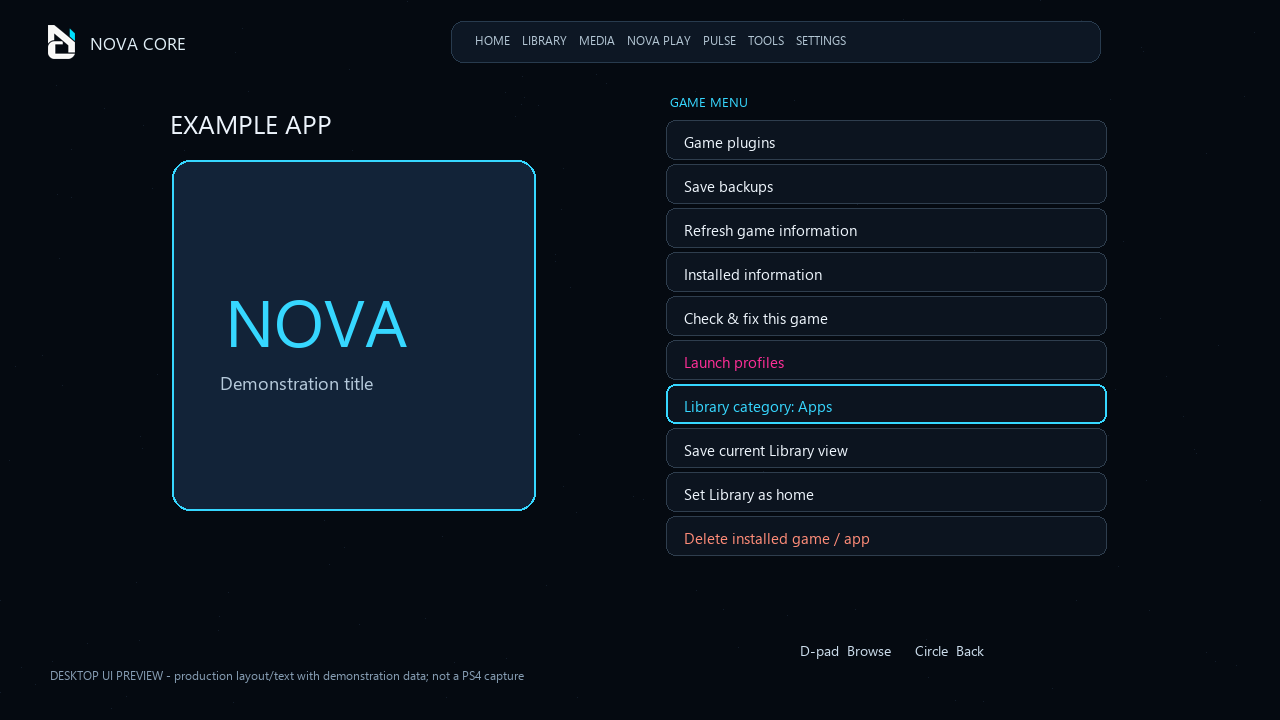 NOVA CORE
HOME LIBRARY MEDIA NOVA PLAY PULSE TOOLS SETTINGS
EXAMPLE APP
NOVA
Demonstration title
GAME MENU
Game plugins
Save backups
Refresh game information
Installed information
Check & fix this game
Launch profiles
Library category: Apps
Save current Library view
Set Library as home
Delete installed game / app
D-pad Browse Circle Back
DESKTOP UI PREVIEW - production layout/text with demonstration data; not a PS4 capture